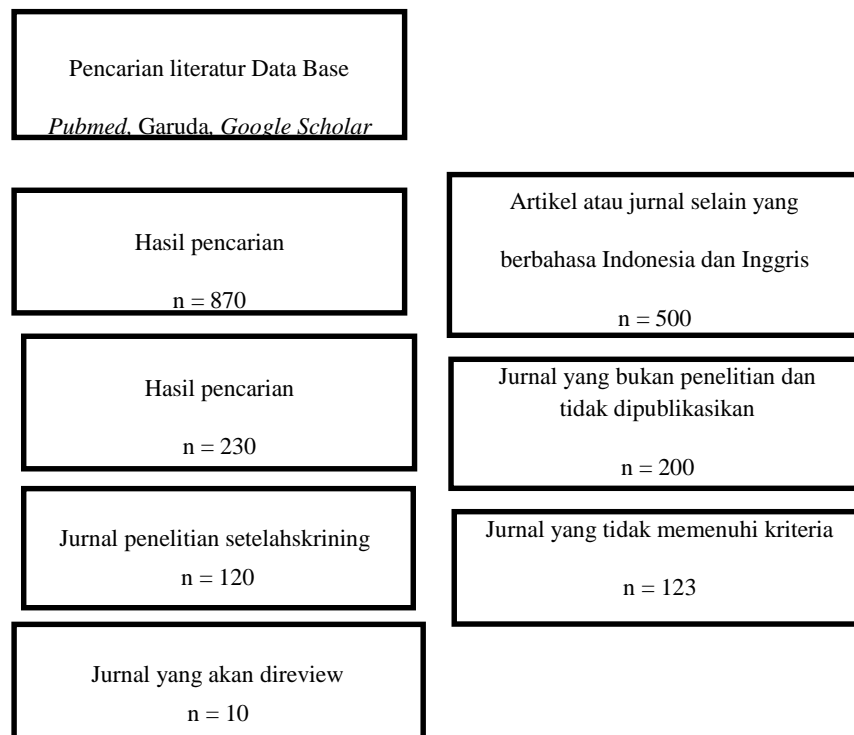 Pencarian literatur Data Base
Pubmed, Garuda, Google Scholar
Hasil pencarian
n = 870
Artikel atau jurnal selain yang
berbahasa Indonesia dan Inggris
n = 500
Hasil pencarian
n = 230
Jurnal yang bukan penelitian dan
tidak dipublikasikan
n = 200
Jurnal penelitian setelahskrining
n = 120
Jurnal yang tidak memenuhi kriteria
n = 123
Jurnal yang akan direview
n = 10